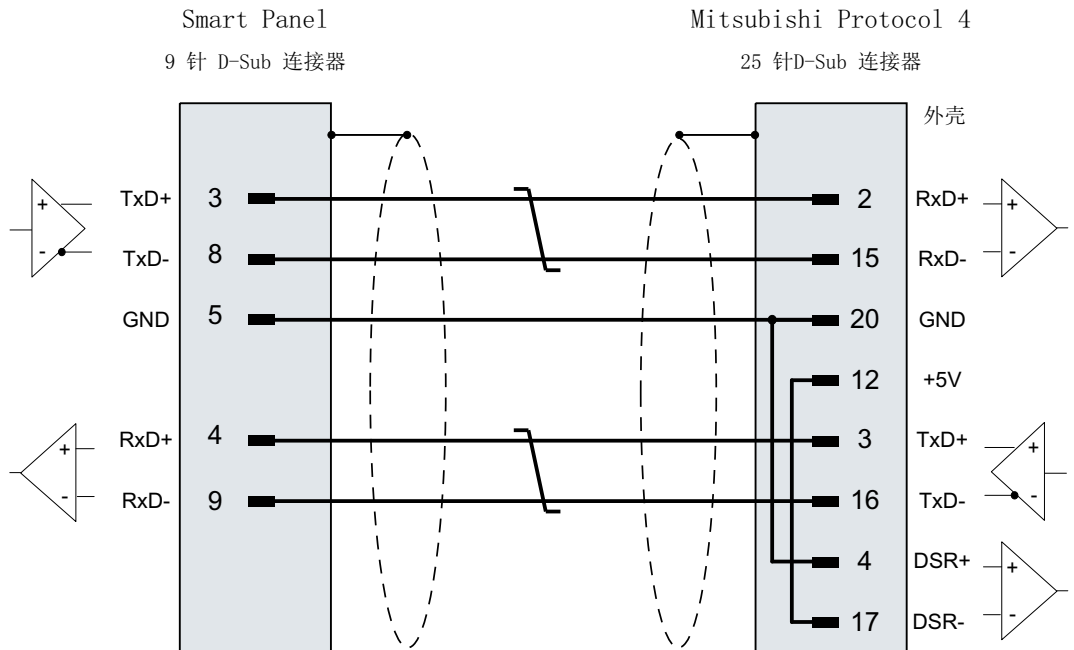 Smart Panel
Mitsubishi Protocol 4
9 针 D-Sub 连接器
25 针D-Sub 连接器
外壳
TxD+ 3 2 RxD+
+ +
TxD- 8 15 RxD-
- -
GND 5 20 GND
12 +5V
RxD+ 4 3 TxD+
+ +
RxD- 9 16 TxD-
- -
4 DSR+
+
17 DSR-
-